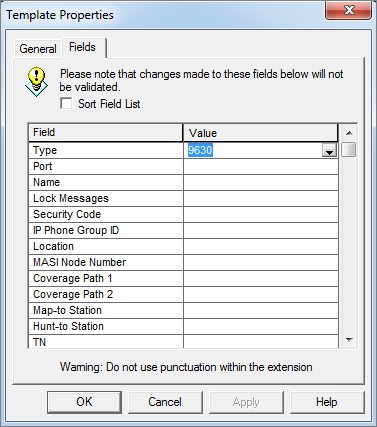 Template Properties
General
Fields
Please note that changes made to these fields below will not
be validated.
Sort Field List
Field Value
Type 9630
Port
Name
Lock Messages
Security Code
IP Phone Group ID
Location
MASI Node Number
Coverage Path 1
Coverage Path 2
Map-to Station
Hunt-to Station
TN
Warning: Do not use punctuation within the extension
OK Cancel Apply Help